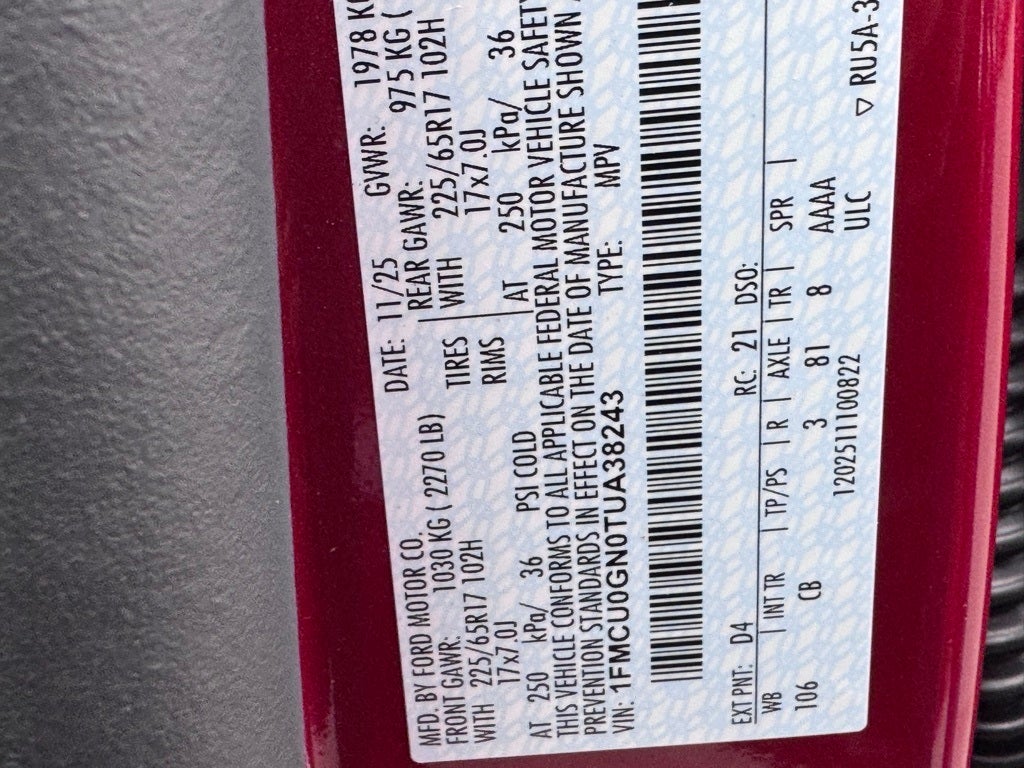 MFD. BY FORD MOTOR CO. DATE: 11/25 GVWR: 1978
FRONT GAWR: 1030 KG ( 2270 LB) REAR GAWR: 975 KG (
WITH 225/65R17 102H TIRES WITH 225/65R17 102H
17x7.0J RIMS 17x7.0J
AT 250 kPa/ 36 PSI COLD AT 250 kPa/ 36
THIS VEHICLE CONFORMS TO ALL APPLICABLE FEDERAL MOTOR VEHICLE SAFETY
PREVENTION STANDARDS IN EFFECT ON THE DATE OF MANUFACTURE SHOWN
VIN: 1FMCU0GN0TUA38243 TYPE: MPV
EXT PNT: D4 RC: 21 DSO:
WB | INT TR | TP/PS | R | AXLE | TR | SPR |
106 CB 3 81 8 AAAA
12025111100822 ULC
▽ RU5A-3